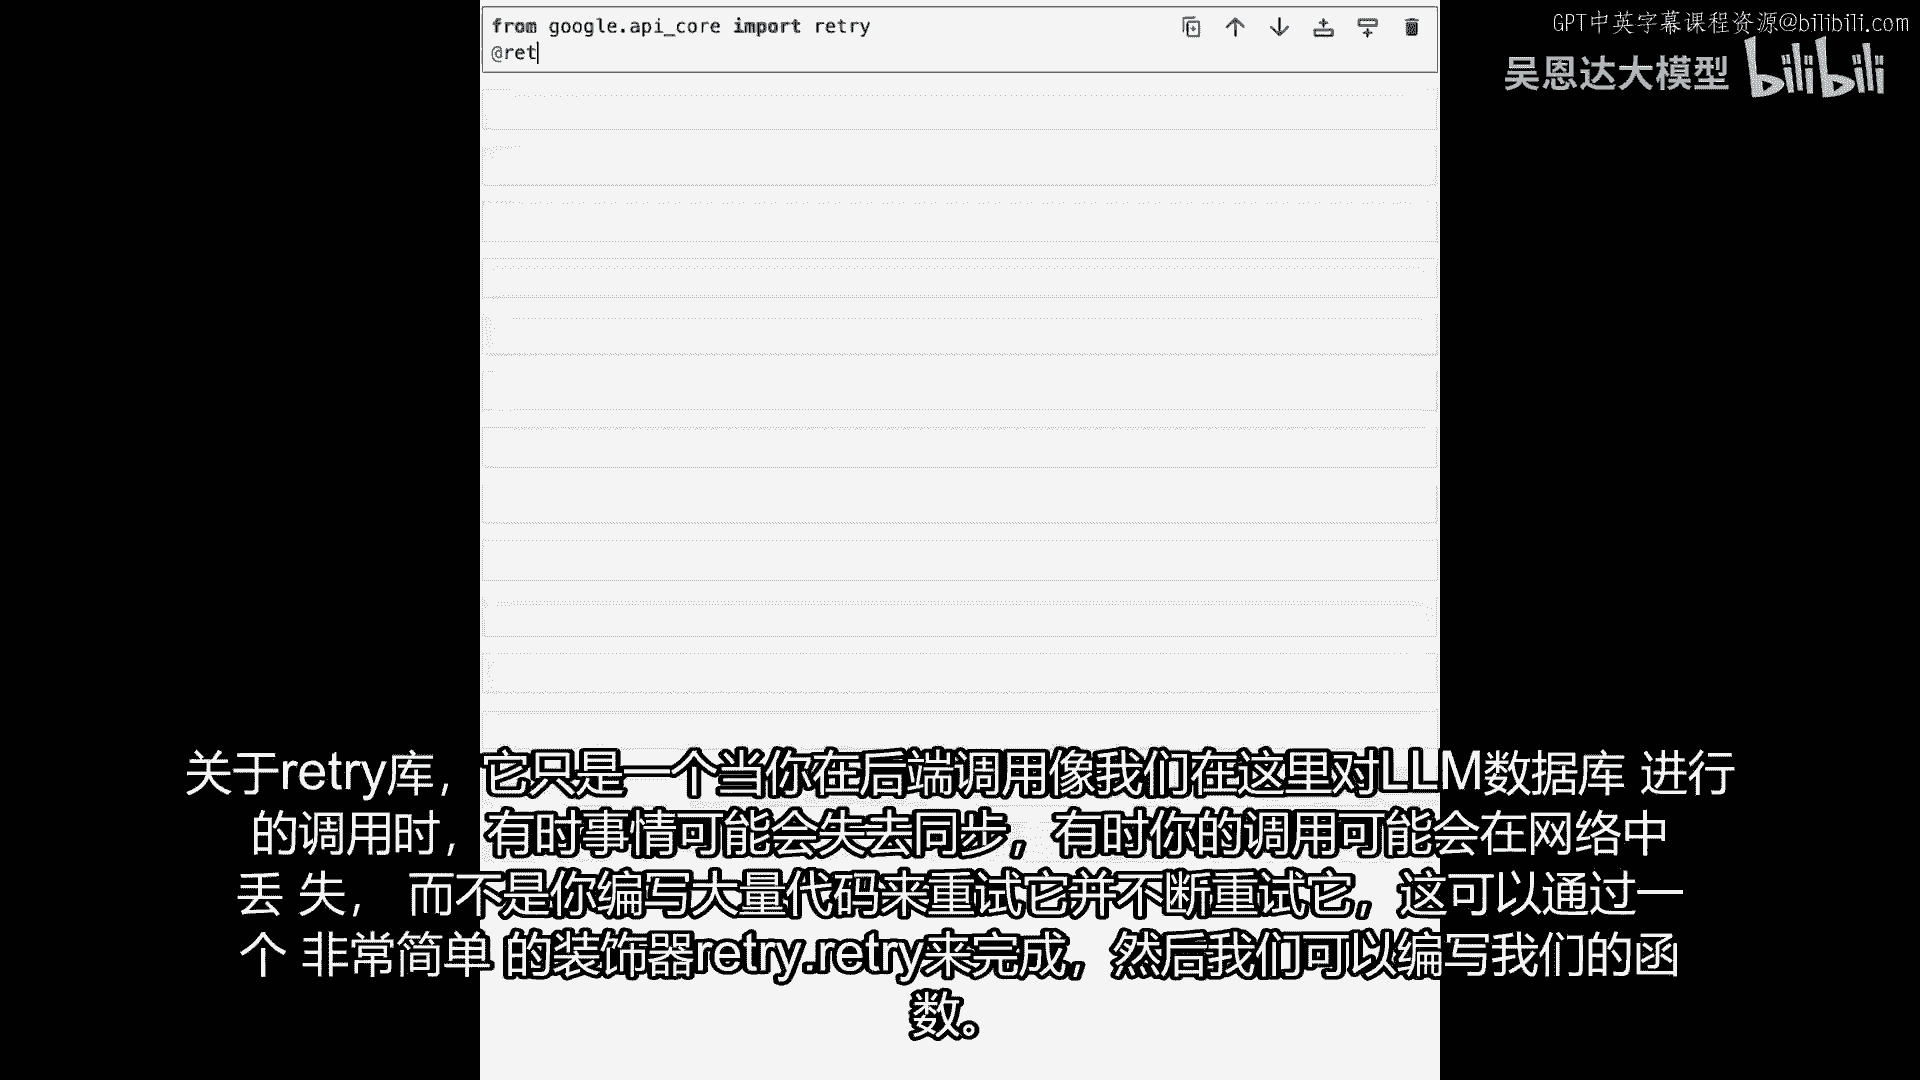 from google.api_core import retry
@ret
GPT中英字幕课程资源@bilibili.com
吴恩达大模型 bilibili
关于retry库，它只是一个当你在后端调用像我们在这里对LLM数据库 进行
的调用时，有时事情可能会失去同步，有时你的调用可能会在网络中
丢 失， 而不是你编写大量代码来重试它并不断重试它，这可以通过一
个 非常简单 的装饰器retry.retry来完成，然后我们可以编写我们的函
数。